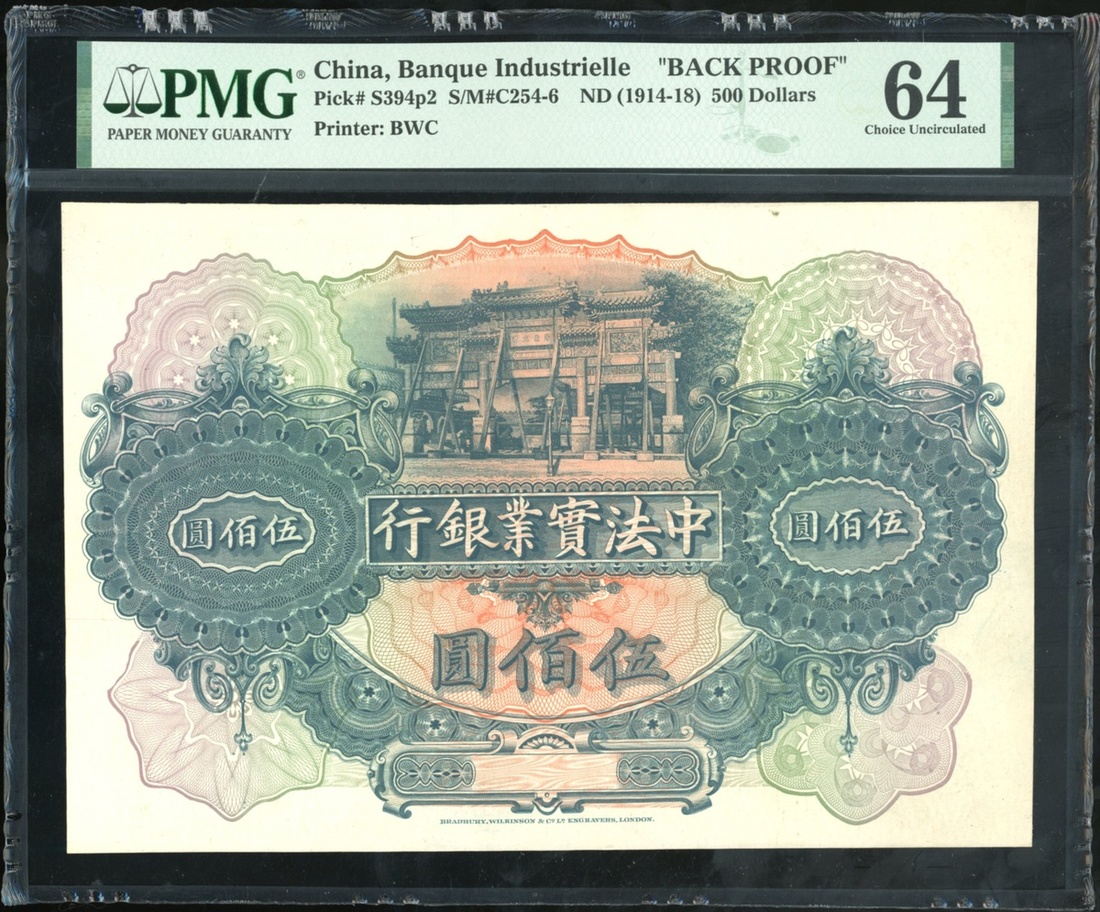 PMG®
PAPER MONEY GUARANTY
China, Banque Industrielle "BACK PROOF"
Pick# S394p2 S/M#C254-6 ND (1914-18) 500 Dollars
Printer: BWC
64
Choice Uncirculated
中法實業銀行
伍佰圓
伍佰圓
伍佰圓
BRADBURY, WILKINSON & Cº Lᵈ ENGRAVERS, LONDON.